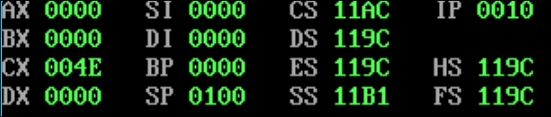 AX 0000 SI 0000 CS 11AC IP 0010
BX 0000 DI 0000 DS 119C
CX 004E BP 0000 ES 119C HS 119C
DX 0000 SP 0100 SS 11B1 FS 119C